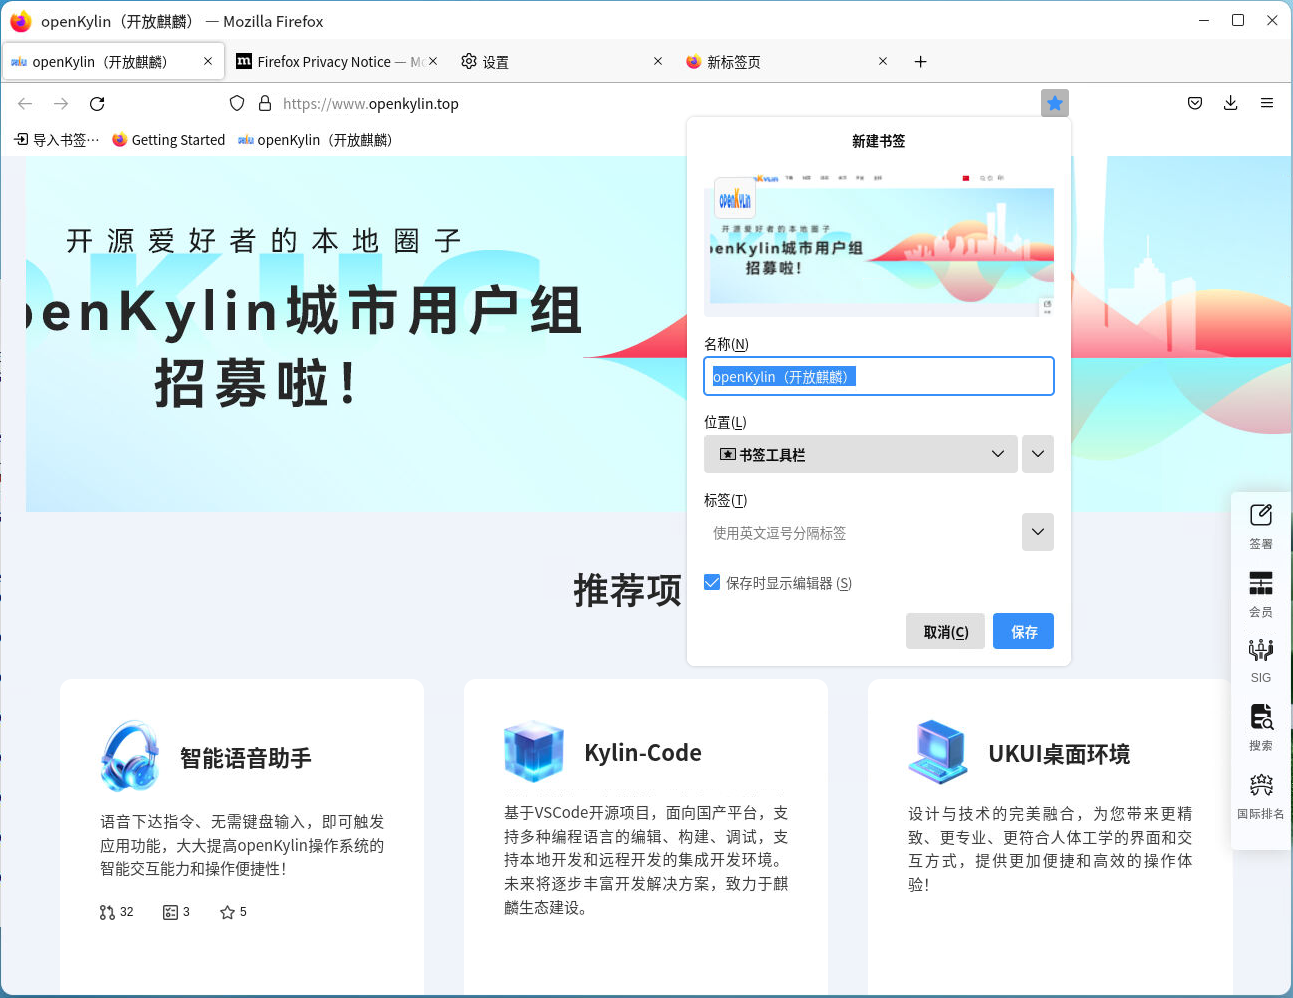 openKylin（开放麒麟） — Mozilla Firefox
openKylin（开放麒麟）
Firefox Privacy Notice — Mo
设置
新标签页
https://www.openkylin.top
导入书签…
Getting Started
openKylin（开放麒麟）
开源爱好者的本地圈子
penKylin城市用户组
招募啦！
新建书签
openKylin
开源爱好者的本地圈子
penKylin城市用户组
招募啦！
名称(N)
openKylin（开放麒麟）
位置(L)
书签工具栏
标签(T)
使用英文逗号分隔标签
保存时显示编辑器 (S)
取消(C)
保存
推荐项
签署
会员
SIG
搜索
国际排名
智能语音助手
语音下达指令、无需键盘输入，即可触发
应用功能，大大提高openKylin操作系统的
智能交互能力和操作便捷性！
32
3
5
Kylin-Code
基于VSCode开源项目，面向国产平台，支
持多种编程语言的编辑、构建、调试，支
持本地开发和远程开发的集成开发环境。
未来将逐步丰富开发解决方案，致力于麒
麟生态建设。
UKUI桌面环境
设计与技术的完美融合，为您带来更精
致、更专业、更符合人体工学的界面和交
互方式，提供更加便捷和高效的操作体
验！